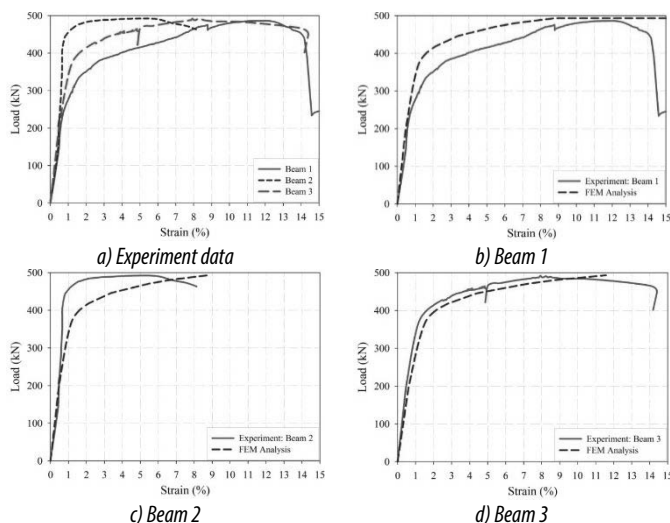 500
400
300
200
100
0
Load (kN)
Beam 1
Beam 2
Beam 3
0 1 2 3 4 5 6 7 8 9 10 11 12 13 14 15
Strain (%)
a) Experiment data
500
400
300
200
100
0
Load (kN)
Experiment: Beam 1
FEM Analysis
0 1 2 3 4 5 6 7 8 9 10 11 12 13 14 15
Strain (%)
b) Beam 1
500
400
300
200
100
0
Load (kN)
Experiment: Beam 2
FEM Analysis
0 1 2 3 4 5 6 7 8 9 10 11 12 13 14 15
Strain (%)
c) Beam 2
500
400
300
200
100
0
Load (kN)
Experiment: Beam 3
FEM Analysis
0 1 2 3 4 5 6 7 8 9 10 11 12 13 14 15
Strain (%)
d) Beam 3